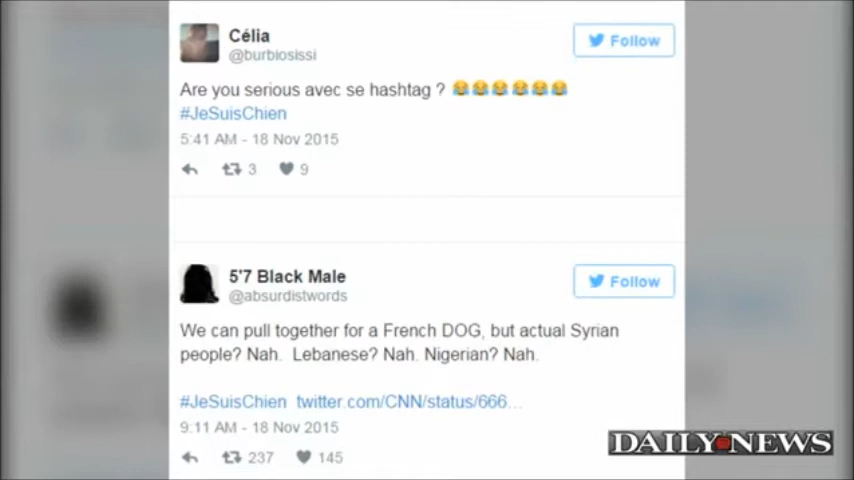 Célia
@burbiosissi
Follow
Are you serious avec se hashtag ? 😂😂😂😂😂😂
#JeSuisChien
5:41 AM - 18 Nov 2015
3 9
5'7 Black Male
@absurdistwords
Follow
We can pull together for a French DOG, but actual Syrian
people? Nah. Lebanese? Nah. Nigerian? Nah.
#JeSuisChien twitter.com/CNN/status/666...
9:11 AM - 18 Nov 2015
237 145
DAILY NEWS